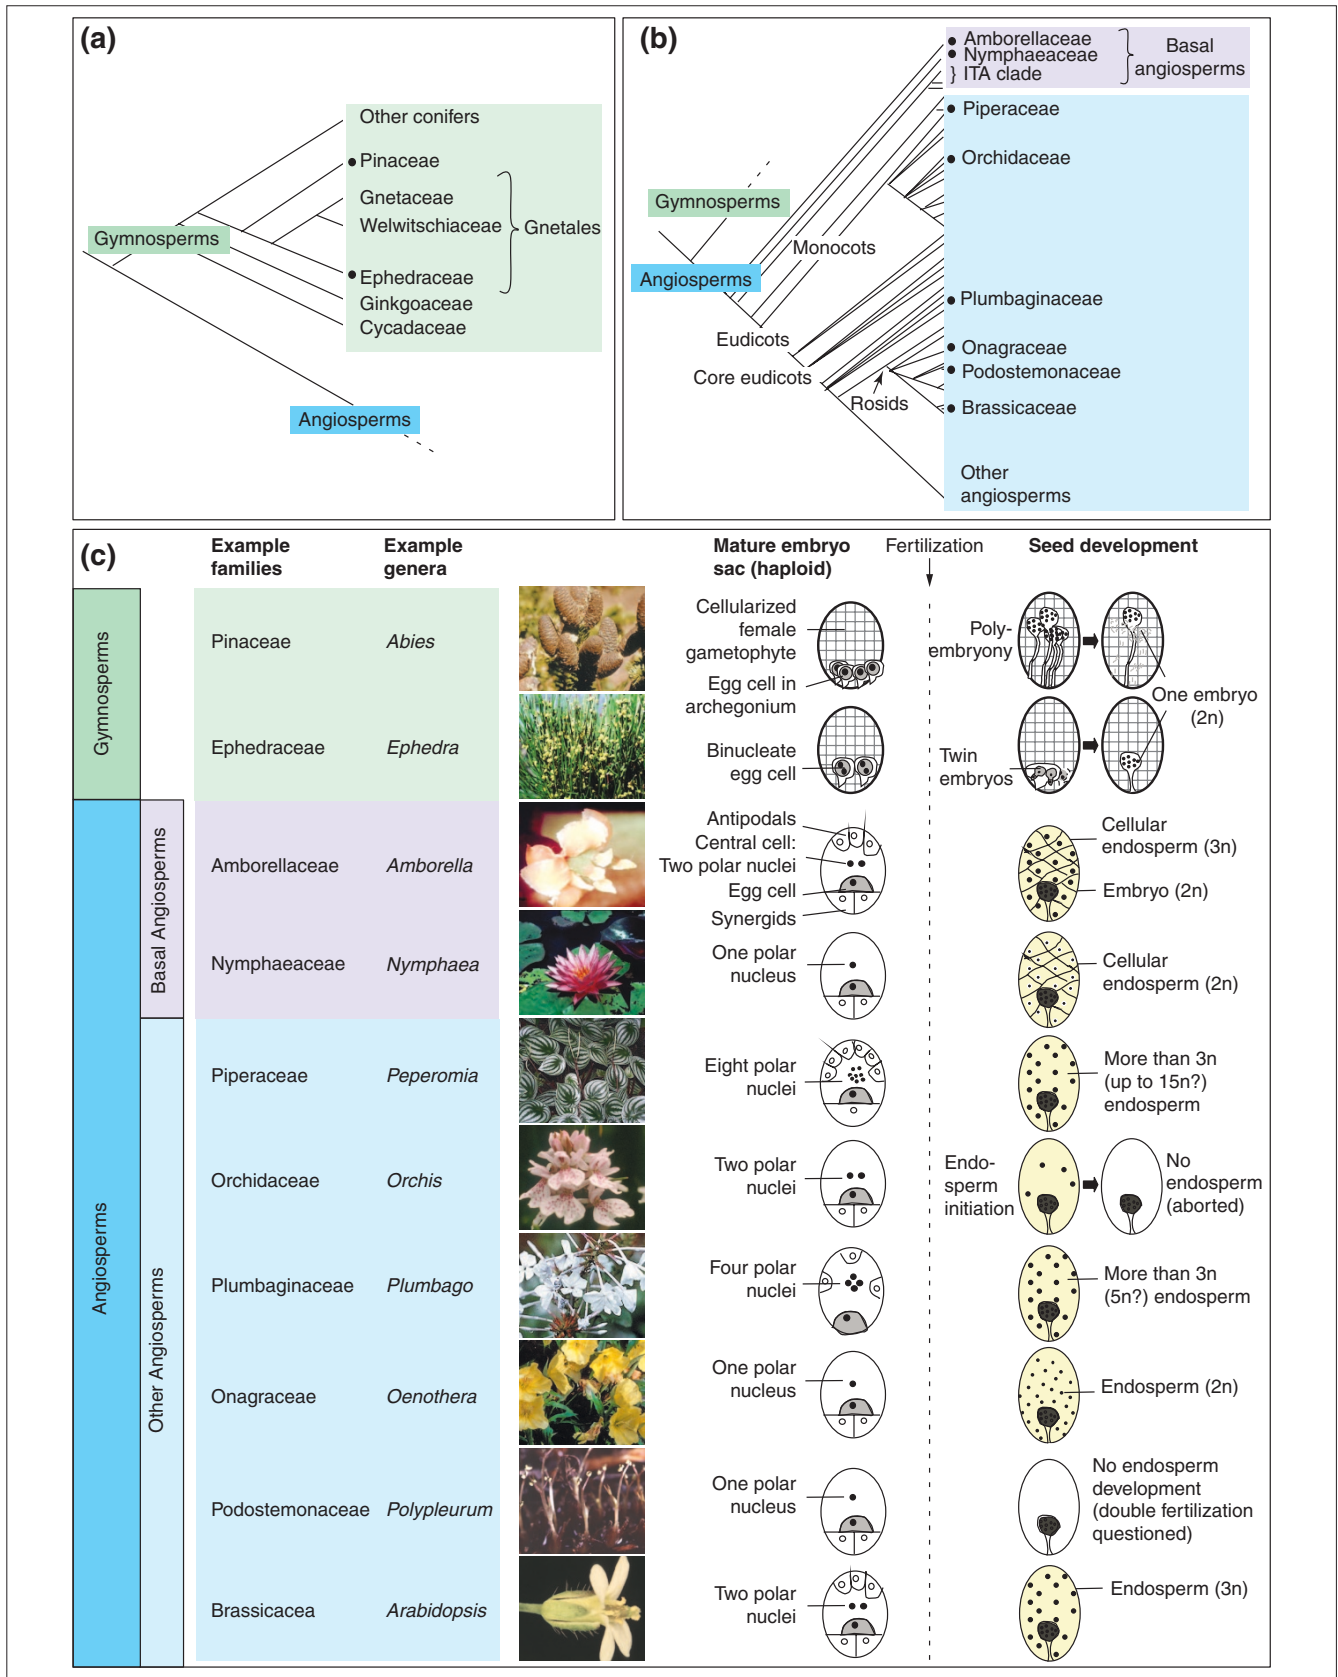 (a)
Other conifers
Pinaceae
Gnetaceae
Welwitschiaceae
Gnetales
Gymnosperms
Ephedraceae
Ginkgoaceae
Cycadaceae
Angiosperms
(b)
Amborellaceae
Nymphaeaceae
} ITA clade
Basal
angiosperms
Piperaceae
Orchidaceae
Gymnosperms
Monocots
Angiosperms
Plumbaginaceae
Eudicots
Onagraceae
Core eudicots
Podostemonaceae
Rosids
Brassicaceae
Other
angiosperms
(c)
Example
families
Example
genera
Mature embryo
sac (haploid)
Fertilization
Seed development
Gymnosperms
Pinaceae
Abies
Cellularized
female
gametophyte
Egg cell in
archegonium
Poly-
embryony
One embryo
(2n)
Ephedraceae
Ephedra
Binucleate
egg cell
Twin
embryos
Angiosperms
Basal Angiosperms
Amborellaceae
Amborella
Antipodals
Central cell:
Two polar nuclei
Egg cell
Synergids
Cellular
endosperm (3n)
Embryo (2n)
Nymphaeaceae
Nymphaea
One polar
nucleus
Cellular
endosperm (2n)
Other Angiosperms
Piperaceae
Peperomia
Eight polar
nuclei
More than 3n
(up to 15n?)
endosperm
Orchidaceae
Orchis
Two polar
nuclei
Endo-
sperm
initiation
No
endosperm
(aborted)
Plumbaginaceae
Plumbago
Four polar
nuclei
More than 3n
(5n?) endosperm
Onagraceae
Oenothera
One polar
nucleus
Endosperm (2n)
Podostemonaceae
Polypleurum
One polar
nucleus
No endosperm
development
(double fertilization
questioned)
Brassicacea
Arabidopsis
Two polar
nuclei
Endosperm (3n)